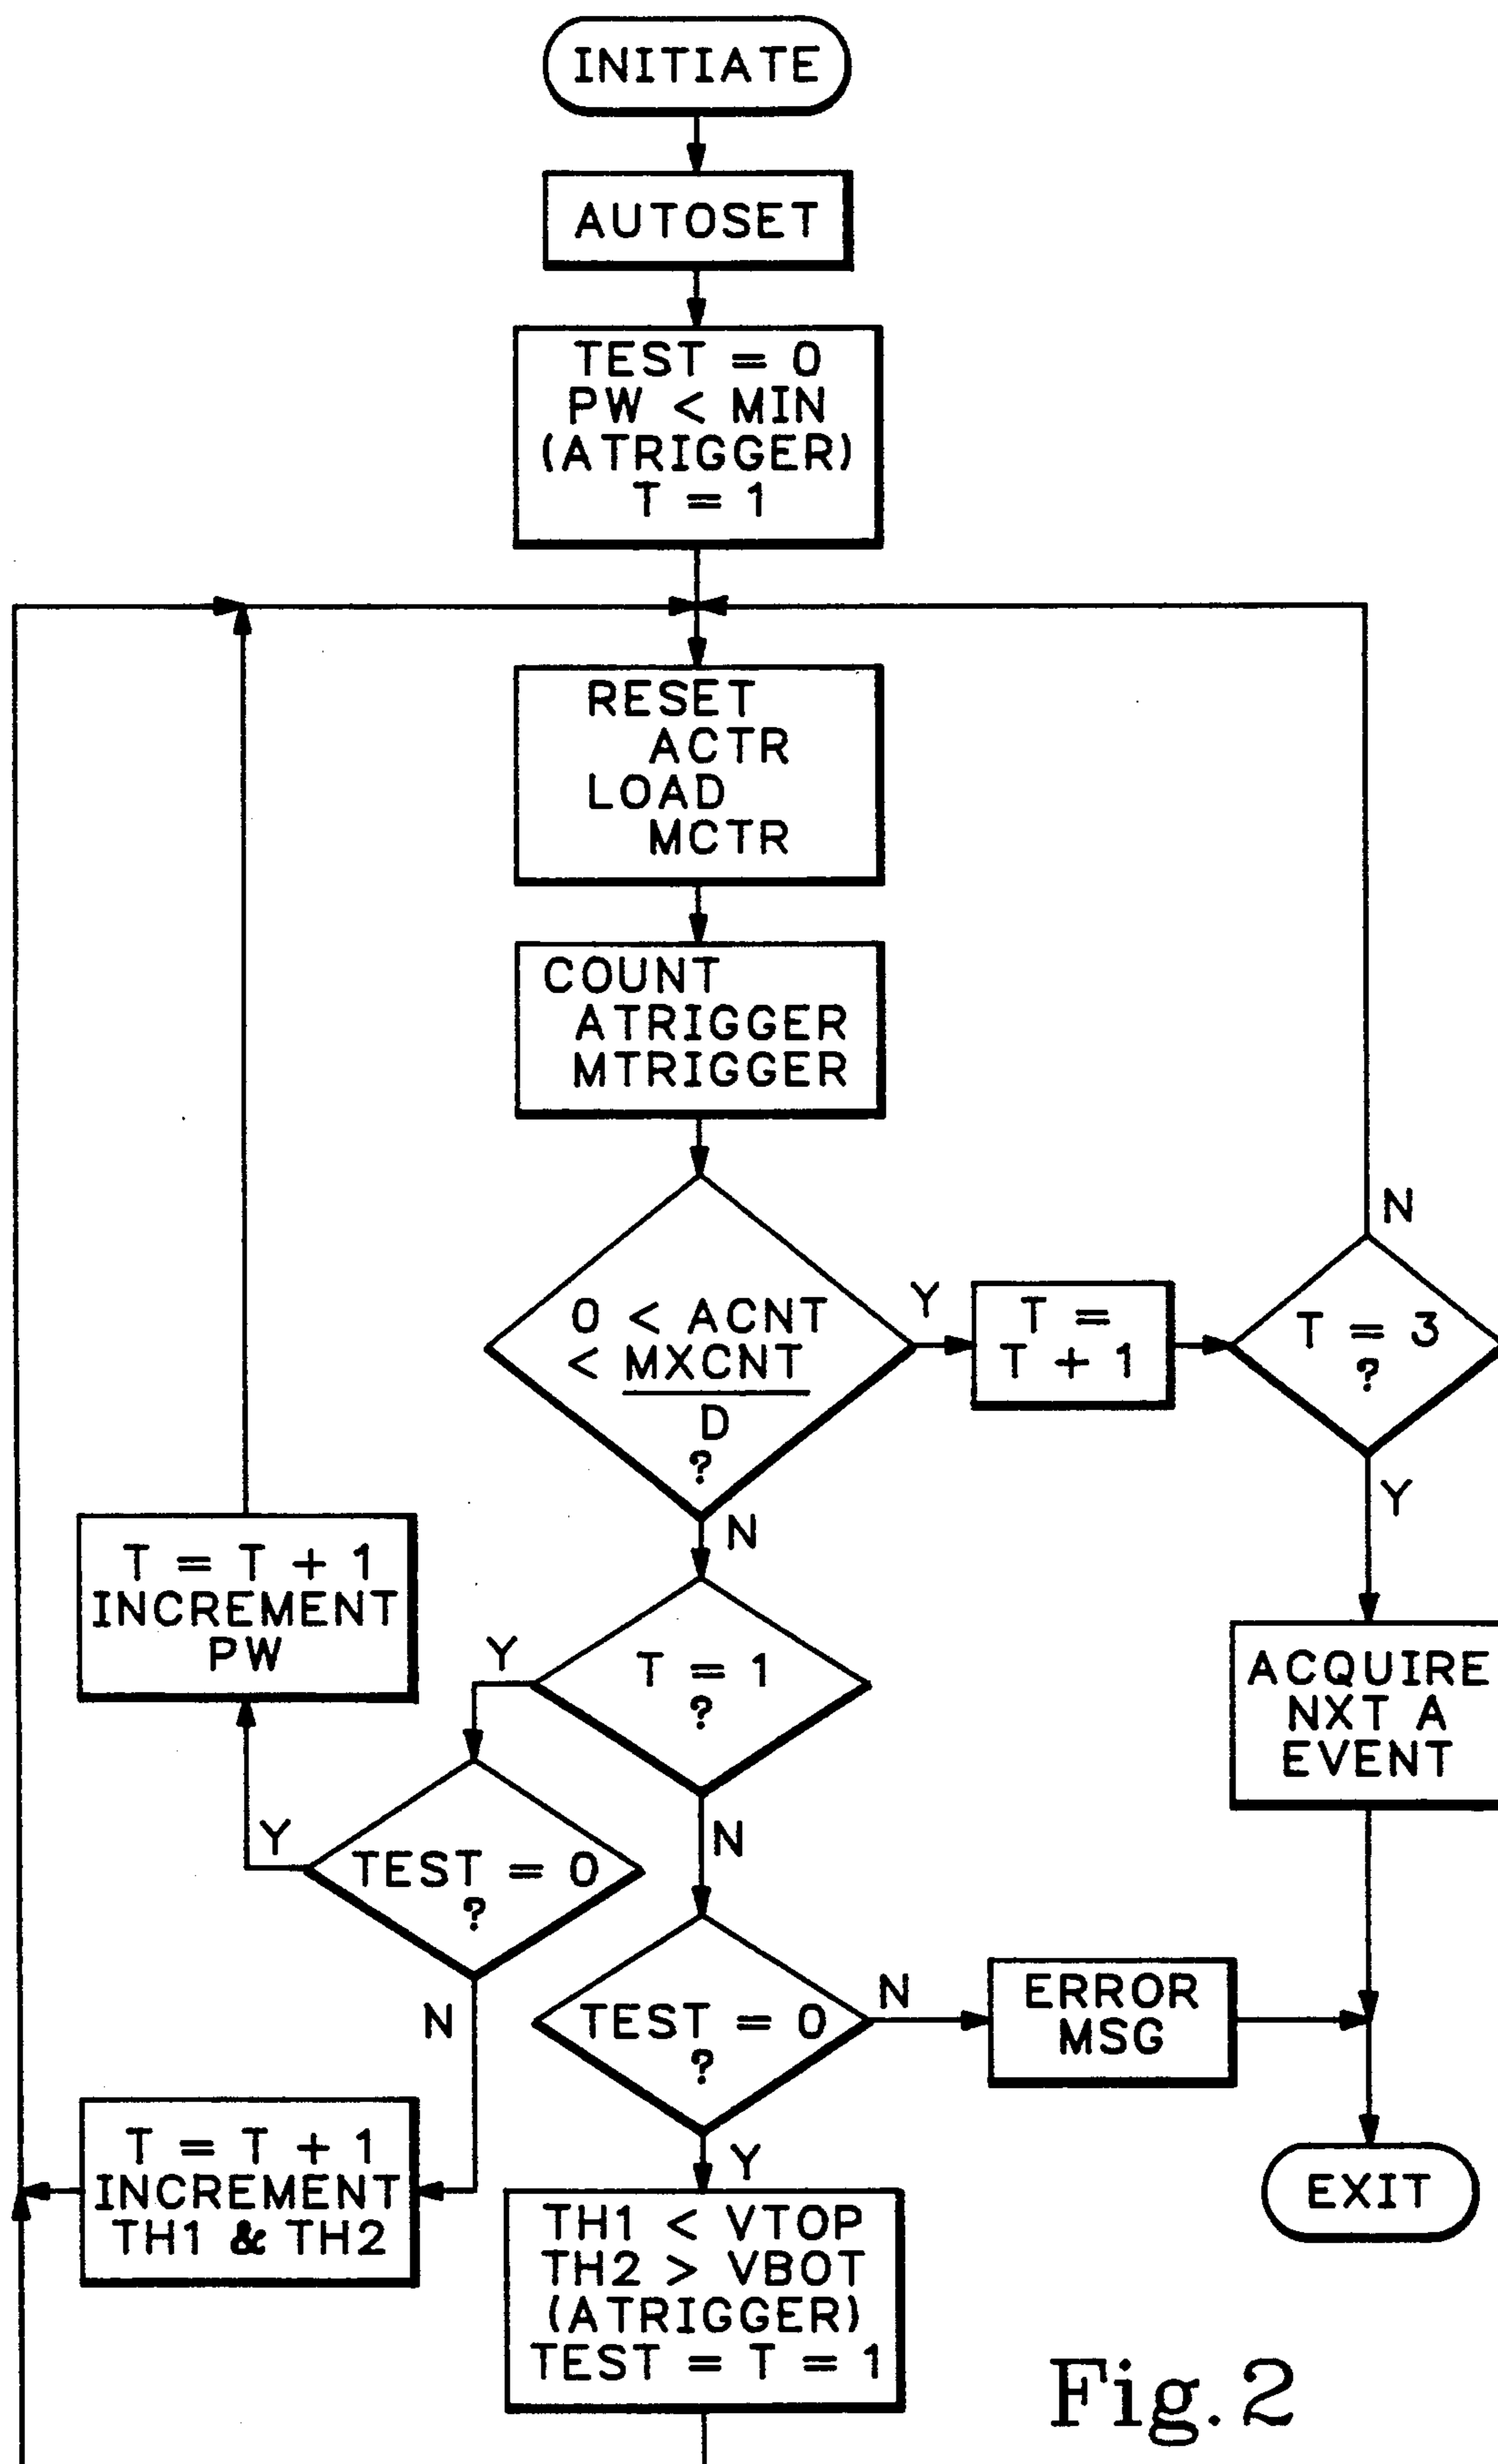 INITIATE
AUTOSET
TEST = 0
PW < MIN
(ATRIGGER)
T = 1
RESET
ACTR
LOAD
MCTR
COUNT
ATRIGGER
MTRIGGER
0 < ACNT
< MXCNT
D
?
Y
T =
T + 1
T = 3
?
N
Y
N
T = T + 1
INCREMENT
PW
Y
T = 1
?
ACQUIRE
NXT A
EVENT
Y
TEST = 0
?
N
N
TEST = 0
?
N
ERROR
MSG
Y
T = T + 1
INCREMENT
TH1 & TH2
EXIT
TH1 < VTOP
TH2 > VBOT
(ATRIGGER)
TEST = T = 1
Fig. 2